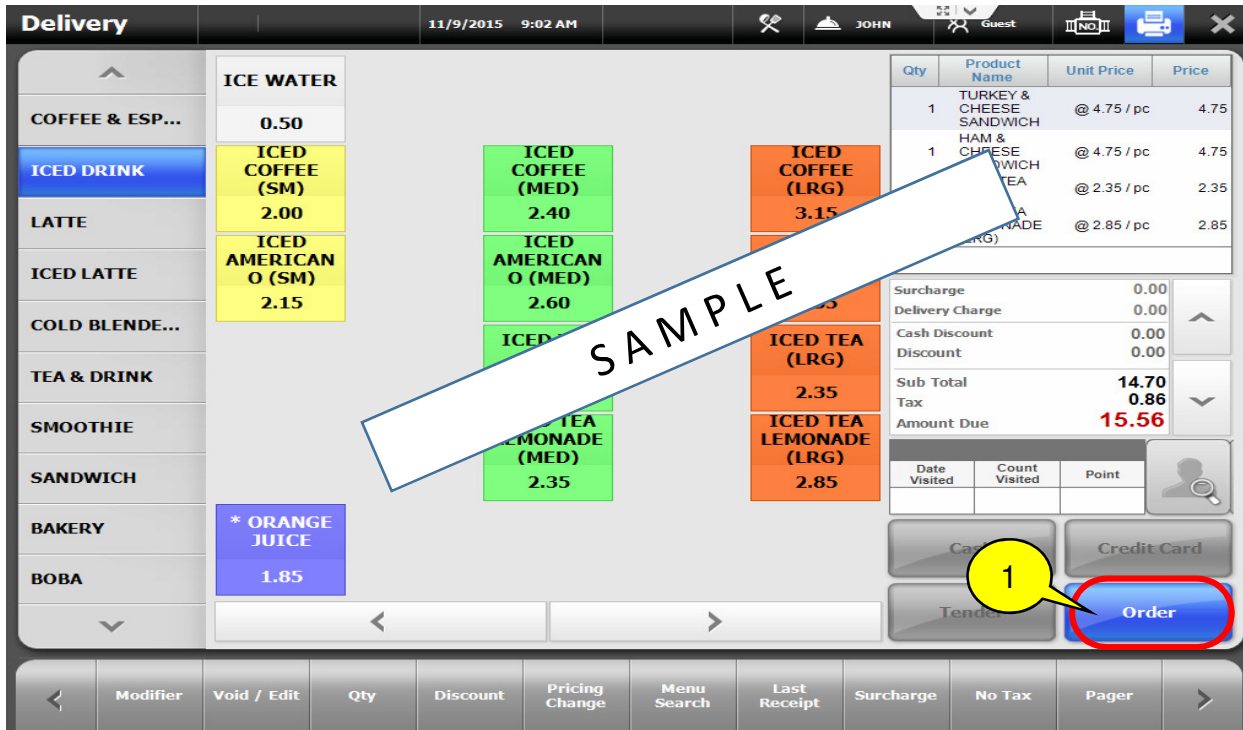 Delivery
11/9/2015 9:02 AM
JOHN
Guest
NO.
COFFEE & ESP...
ICED DRINK
LATTE
ICED LATTE
COLD BLENDE...
TEA & DRINK
SMOOTHIE
SANDWICH
BAKERY
BOBA
ICE WATER
0.50
ICED
COFFEE
(SM)
2.00
ICED
COFFEE
(MED)
2.40
ICED
COFFEE
(LRG)
3.15
ICED
AMERICAN
O (SM)
2.15
ICED
AMERICAN
O (MED)
2.60
ICED TEA
(LRG)
2.35
TEA
LEMONADE
(MED)
2.35
ICED TEA
LEMONADE
(LRG)
2.85
* ORANGE
JUICE
1.85
SAMPLE
Qty Product Name Unit Price Price
TURKEY &
1 CHEESE @ 4.75 / pc 4.75
SANDWICH
HAM &
1 CHEESE @ 4.75 / pc 4.75
TEA
@ 2.35 / pc 2.35
@ 2.85 / pc 2.85
Surcharge 0.00
Delivery Charge 0.00
Cash Discount 0.00
Discount 0.00
Sub Total 14.70
Tax 0.86
Amount Due 15.56
Date Visited Count Visited Point
Credit Card
1
Order
Modifier
Void / Edit
Qty
Discount
Pricing
Change
Menu
Search
Last
Receipt
Surcharge
No Tax
Pager